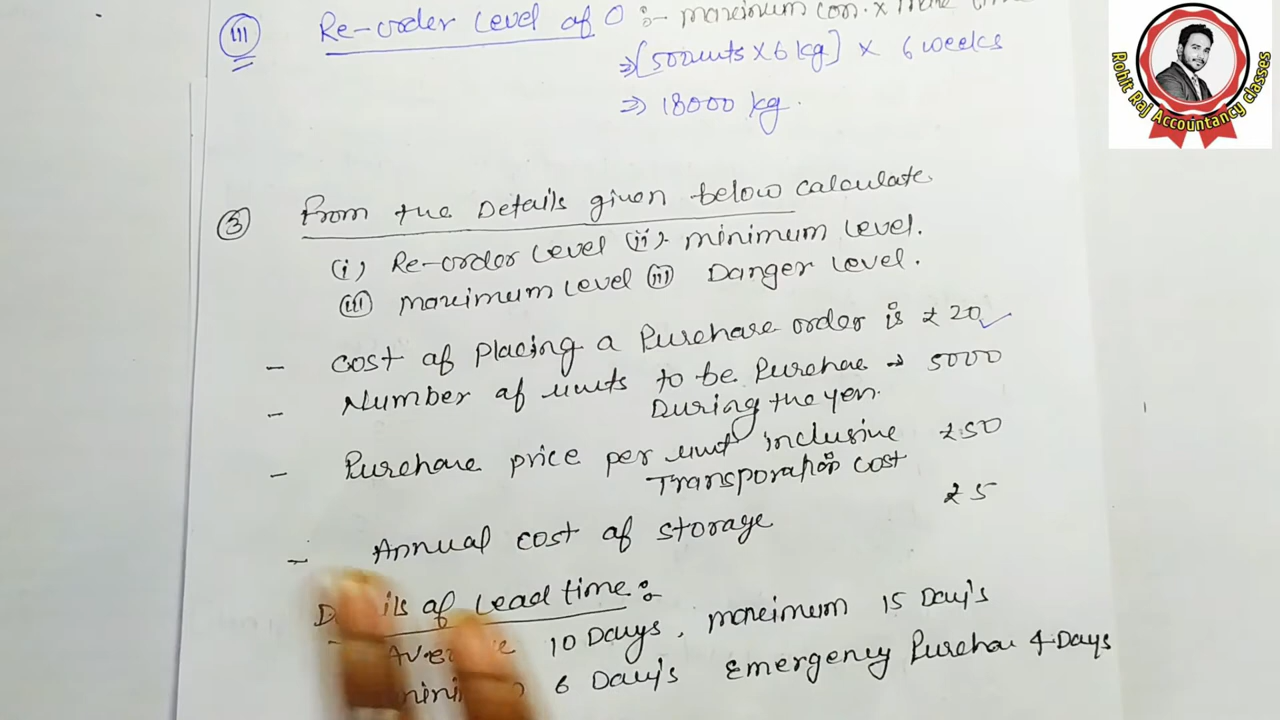 (iii) Re-order Level of O :- maximum con. x
⇒ [500units x 6 kg] x 6 weeks
⇒ 18000 kg.
(3) From the Details given below calculate.
(i) Re-order Level (ii). minimum Level.
(iii) maximum Level (iii) Danger Level.
- Cost of Placing a Purchase order is ₹ 20
- Number of units to be Purchae → 5000
During the year.
- Purchase price per unit inclusive ₹50
Transporation cost
- Annual cost of storage ₹ 5
of Lead time :-
10 Days, maximum 15 Day's
6 Day's Emergency Purchae 4 Days
Rohit Raj Accountancy classes